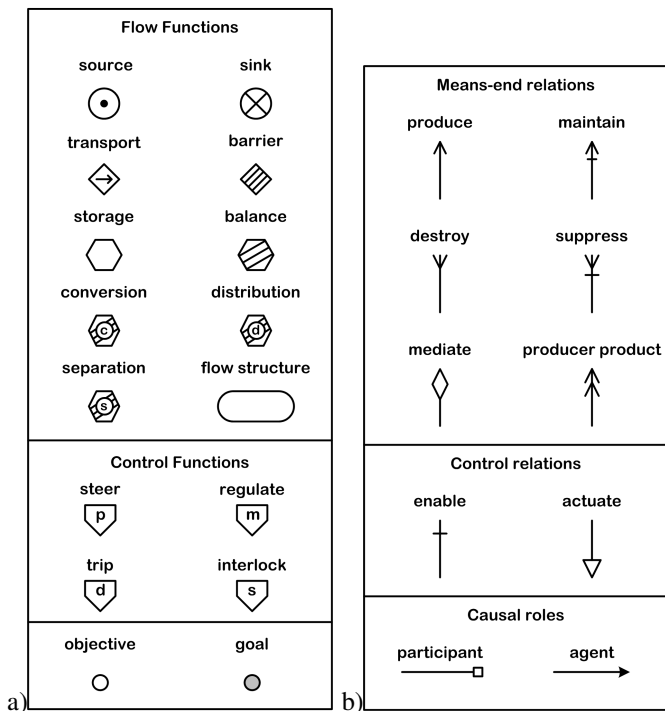 Flow Functions
source sink
transport barrier
storage balance
conversion distribution
c d
separation flow structure
s
Control Functions
steer regulate
p m
trip interlock
d s
objective goal
a)
Means-end relations
produce maintain
destroy suppress
mediate producer product
Control relations
enable actuate
Causal roles
participant agent
b)